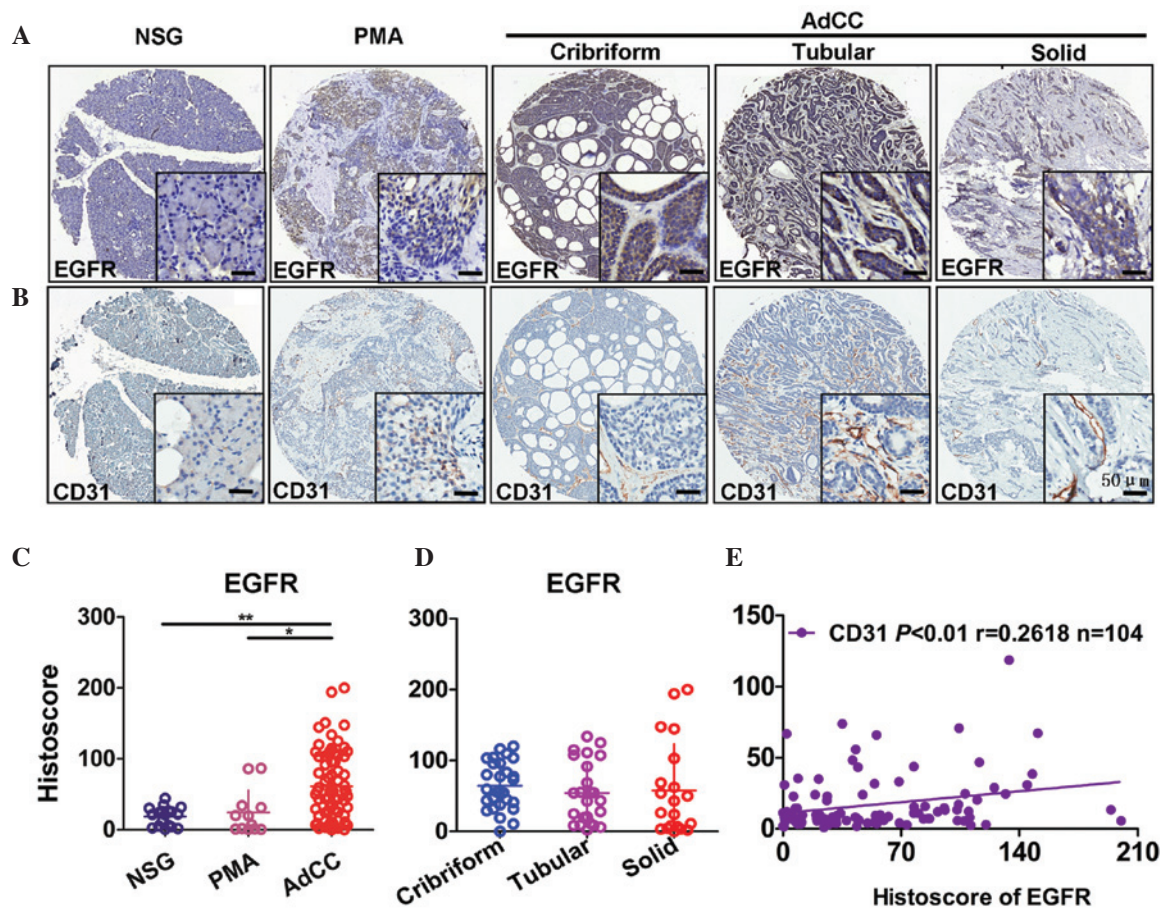 A
NSG
PMA
AdCC
Cribriform
Tubular
Solid
EGFR
EGFR
EGFR
EGFR
EGFR
B
CD31
CD31
CD31
CD31
CD31
50 μm
C
EGFR
Histoscore
300
200
100
0
**
*
NSG
PMA
AdCC
D
EGFR
300
200
100
0
Cribriform
Tubular
Solid
E
150
100
50
0
CD31 P<0.01 r=0.2618 n=104
0 70 140 210
Histoscore of EGFR